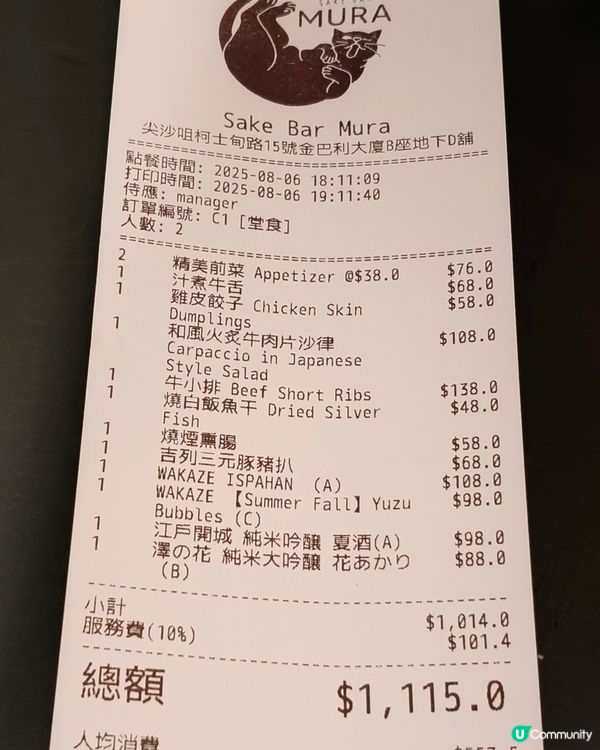 SAKE BAR
MURA
Sake Bar Mura
尖沙咀柯士甸路15號金巴利大廈B座地下D舖
點餐時間: 2025-08-06 18:11:09
打印時間: 2025-08-06 19:11:40
侍應: manager
訂單編號: C1 [堂食]
人數: 2
2 精美前菜 Appetizer @$38.0 $76.0
1 汁煮牛舌 $68.0
1 雞皮餃子 Chicken Skin $58.0
Dumplings
1 和風火炙牛肉片沙律 $108.0
Carpaccio in Japanese
Style Salad
1 牛小排 Beef Short Ribs $138.0
1 燒白飯魚干 Dried Silver $48.0
Fish
1 燒煙熏腸 $58.0
1 吉列三元豚豬扒 $68.0
1 WAKAZE ISPAHAN (A) $108.0
1 WAKAZE 【Summer Fall】Yuzu $98.0
Bubbles (C)
1 江戶開城 純米吟釀 夏酒(A) $98.0
1 澤の花 純米大吟釀 花あかり $88.0
(B)
小計 $1,014.0
服務費(10%) $101.4
總額 $1,115.0
人均消費
U Community